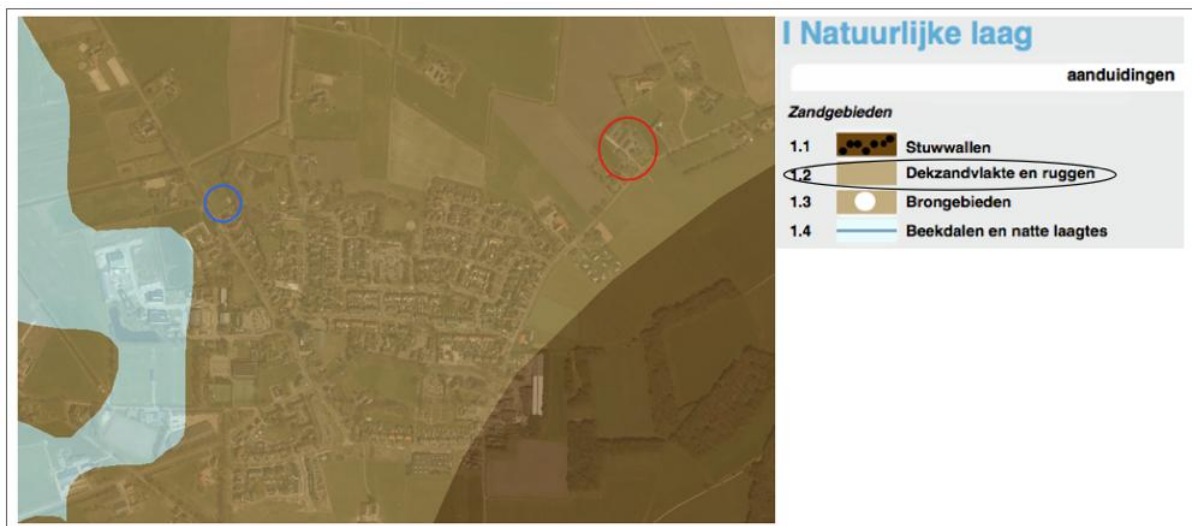 I Natuurlijke laag
aanduidingen
Zandgebieden
1.1 Stuwwallen
1.2 Dekzandvlakte en ruggen
1.3 Brongebieden
1.4 Beekdalen en natte laagtes